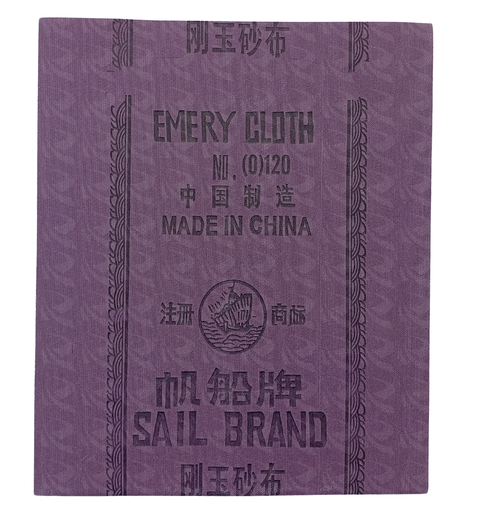 刚玉砂布
EMERY CLOTH
NO. (0)120
中国制造
MADE IN CHINA
注册 商标
帆船牌
SAIL BRAND
刚玉砂布